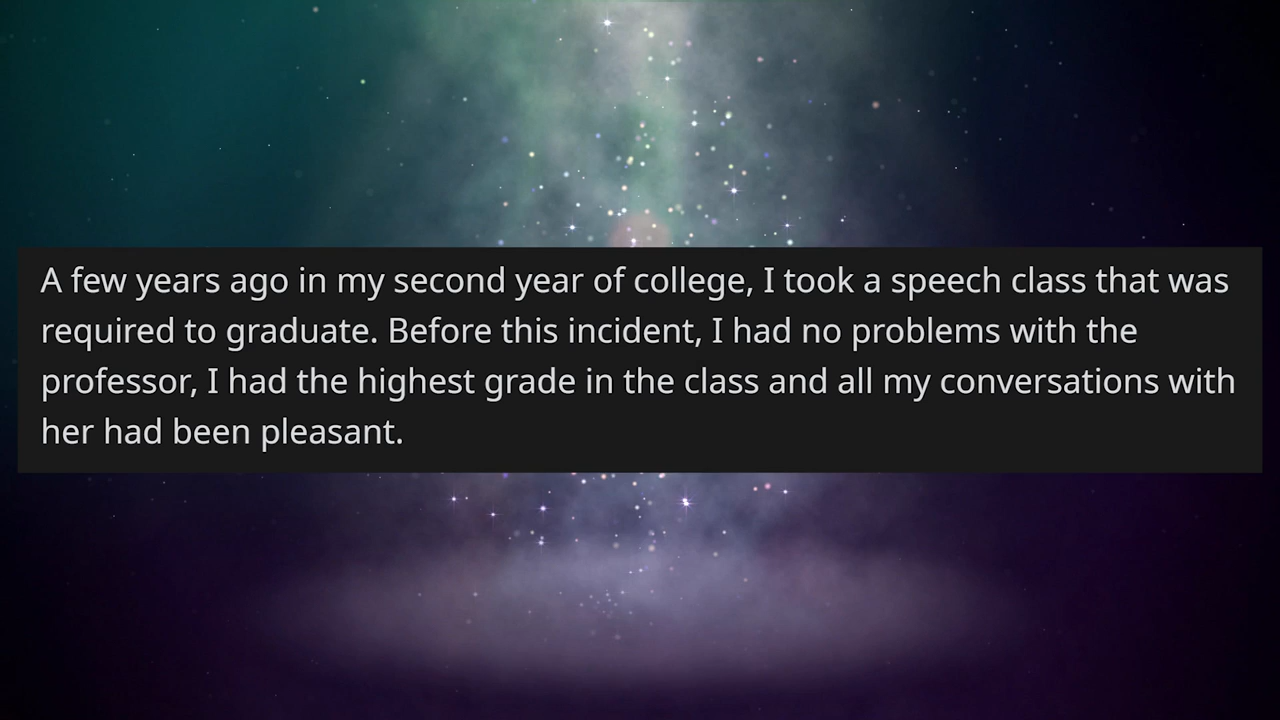 A few years ago in my second year of college, I took a speech class that was
required to graduate. Before this incident, I had no problems with the
professor, I had the highest grade in the class and all my conversations with
her had been pleasant.